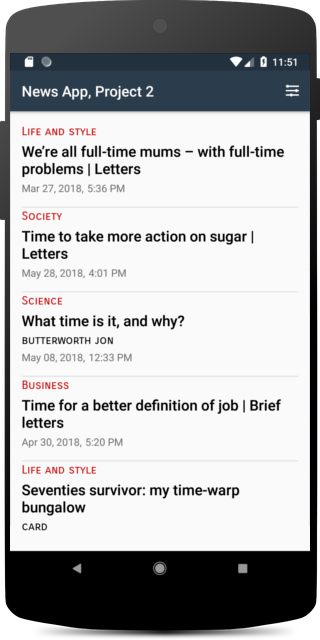 11:51
News App, Project 2
LIFE AND STYLE
We're all full-time mums – with full-time
problems | Letters
Mar 27, 2018, 5:36 PM
SOCIETY
Time to take more action on sugar |
Letters
May 28, 2018, 4:01 PM
SCIENCE
What time is it, and why?
BUTTERWORTH JON
May 08, 2018, 12:33 PM
BUSINESS
Time for a better definition of job | Brief
letters
Apr 30, 2018, 5:20 PM
LIFE AND STYLE
Seventies survivor: my time-warp
bungalow
CARD